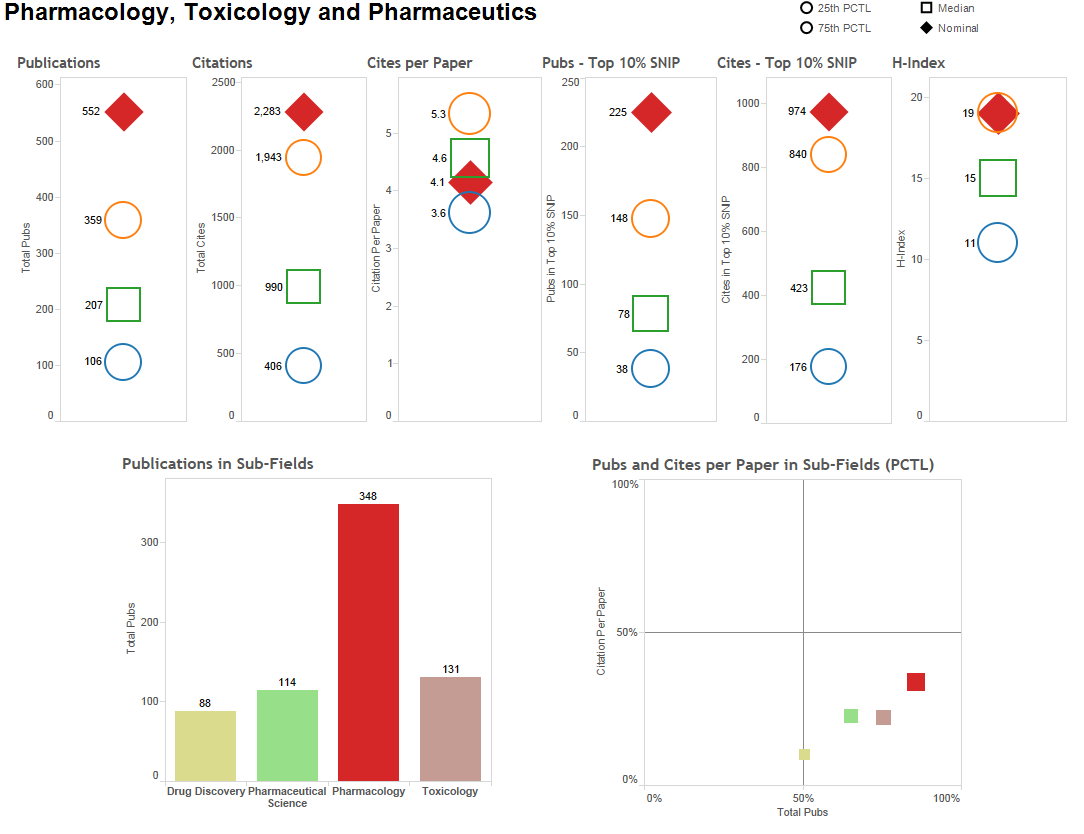 Pharmacology, Toxicology and Pharmaceutics
25th PCTL
Median
75th PCTL
Nominal
Publications
Total Pubs
600
500
400
300
200
100
0
552
359
207
106
Citations
Total Cites
2500
2000
1500
1000
500
0
2,283
1,943
990
406
Cites per Paper
Citation Per Paper
5
4
3
2
1
0
5.3
4.6
4.1
3.6
Pubs - Top 10% SNIP
Pubs in Top 10% SNIP
250
200
150
100
50
0
225
148
78
38
Cites - Top 10% SNIP
Cites in Top 10% SNIP
1000
800
600
400
200
0
974
840
423
176
H-Index
H-Index
20
15
10
5
0
19
15
11
Publications in Sub-Fields
Total Pubs
300
200
100
0
88
114
348
131
Drug Discovery
Pharmaceutical
Science
Pharmacology
Toxicology
Pubs and Cites per Paper in Sub-Fields (PCTL)
Citation Per Paper
100%
50%
0%
0%
50%
100%
Total Pubs